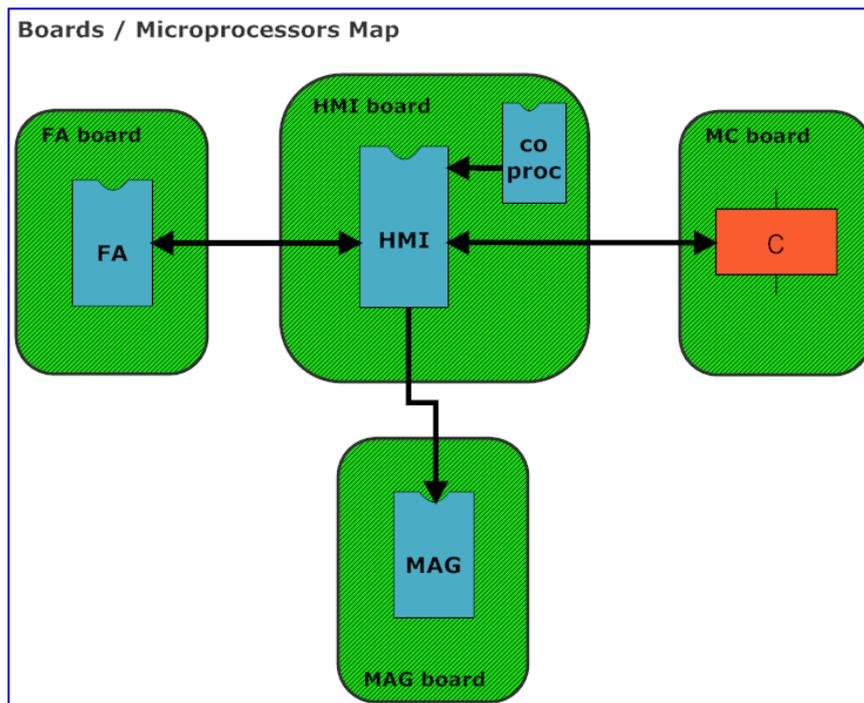 Boards / Microprocessors Map
FA board
HMI board
MC board
co
proc
FA
HMI
C
MAG
MAG board